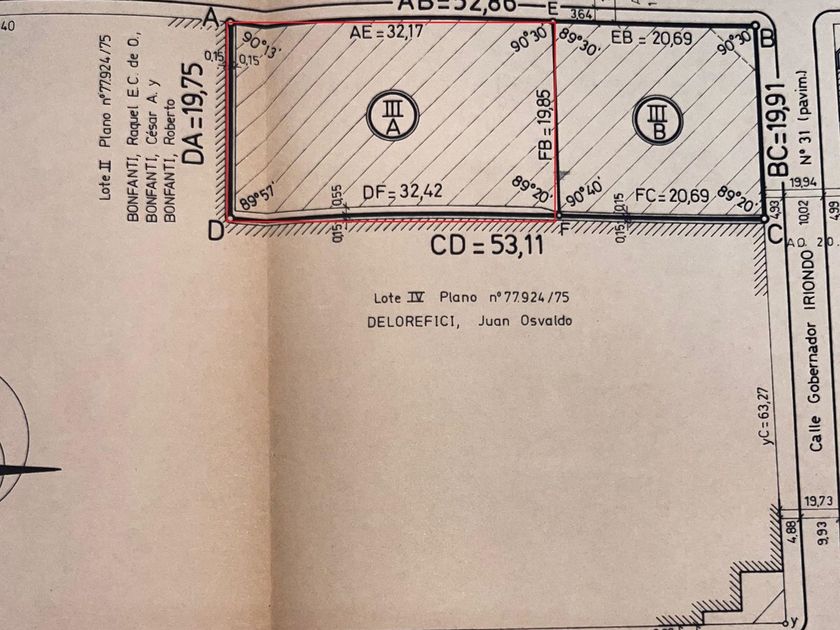 AB=52,86
40
A
E
3,64
B
AE=32,17
EB = 20,69
90°13'
90°30'
89°30'
90°30'
0,15
0,15
Lote II Plano n°77.924/75
BONFANTI, Raquel E.C. de O.,
BONFANTI, César A. y
BONFANTI, Roberto
DA=19,75
III
A
FB=19,85
III
B
BC=19,91
N° 31 (pavim.)
89°57'
0,55
DF=32,42
89°20'
90°40'
0,15
FC=20,69
89°20'
19,94
4,93
10,02
4,99
D
0,15
F
0,15
C
CD = 53,11
Lote IV Plano n°77.924/75
DELOREFICI, Juan Osvaldo
Calle Gobernador IRIONDO
yC=63,27
19,73
4,88
9,93
y